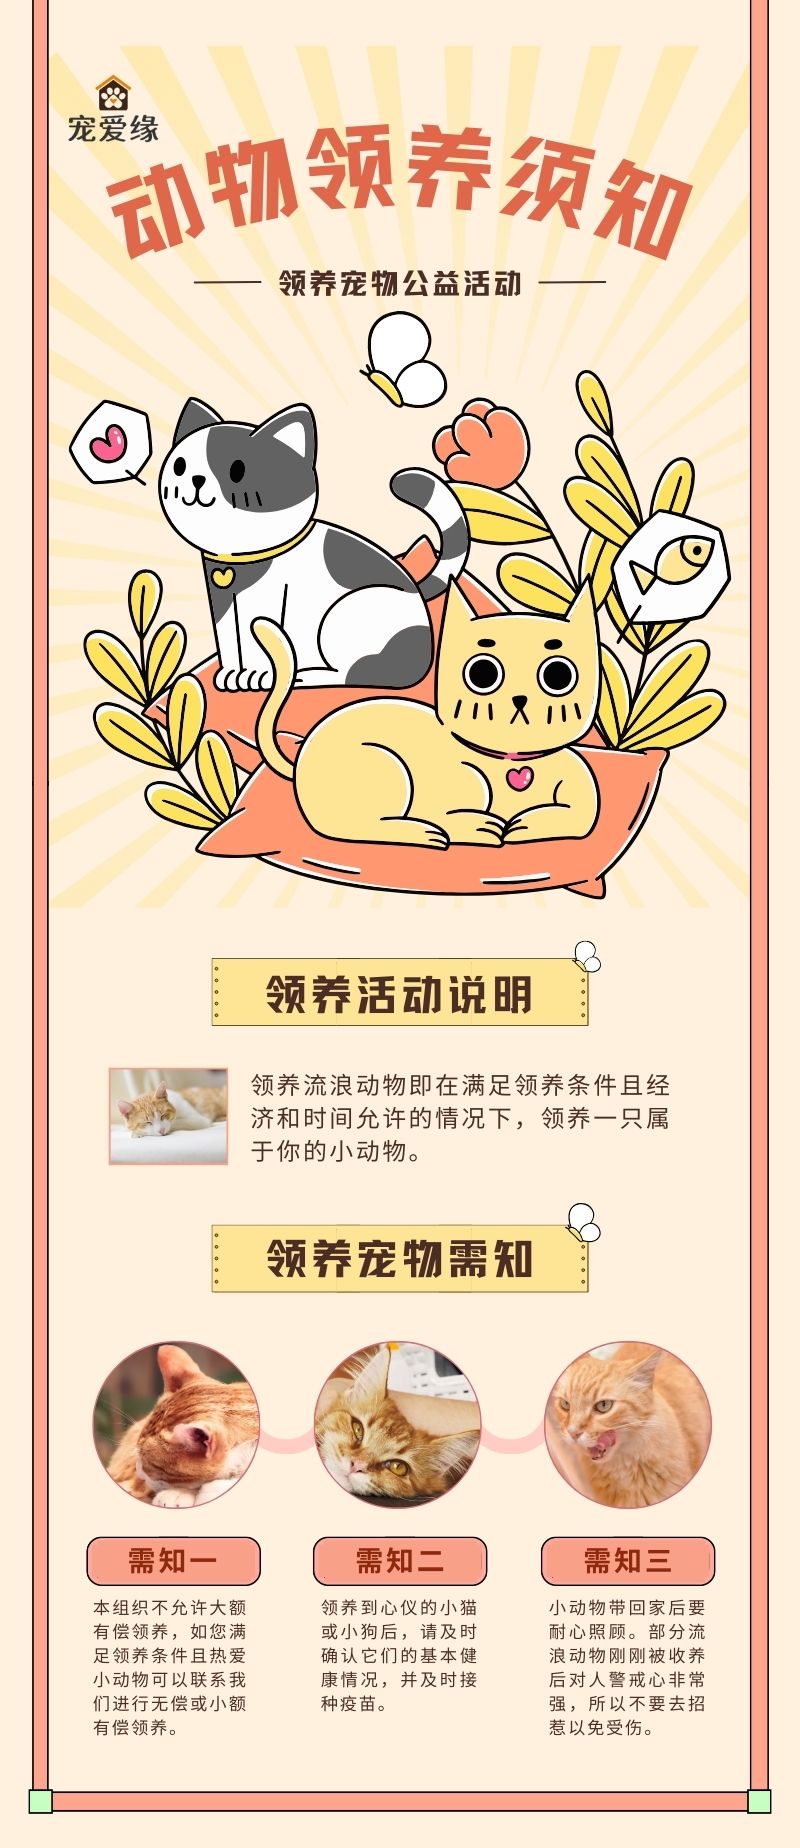 宠爱缘
动物领养须知
领养宠物公益活动
领养活动说明
领养流浪动物即在满足领养条件且经
济和时间允许的情况下，领养一只属
于你的小动物。
领养宠物需知
需知一
本组织不允许大额
有偿领养，如您满
足领养条件且热爱
小动物可以联系我
们进行无偿或小额
有偿领养。
需知二
领养到心仪的小猫
或小狗后，请及时
确认它们的基本健
康情况，并及时接
种疫苗。
需知三
小动物带回家后要
耐心照顾。部分流
浪动物刚刚被收养
后对人警戒心非常
强，所以不要去招
惹以免受伤。